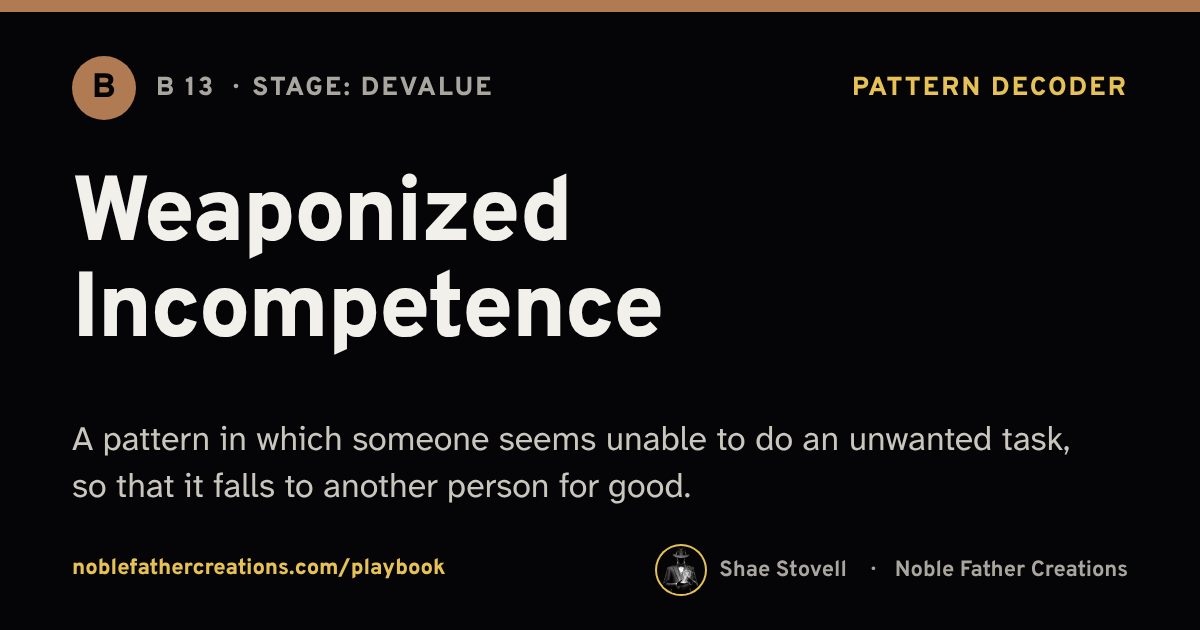 B
B 13 · STAGE: DEVALUE
PATTERN DECODER
Weaponized
Incompetence
A pattern in which someone seems unable to do an unwanted task,
so that it falls to another person for good.
noblefathercreations.com/playbook
Shae Stovell · Noble Father Creations